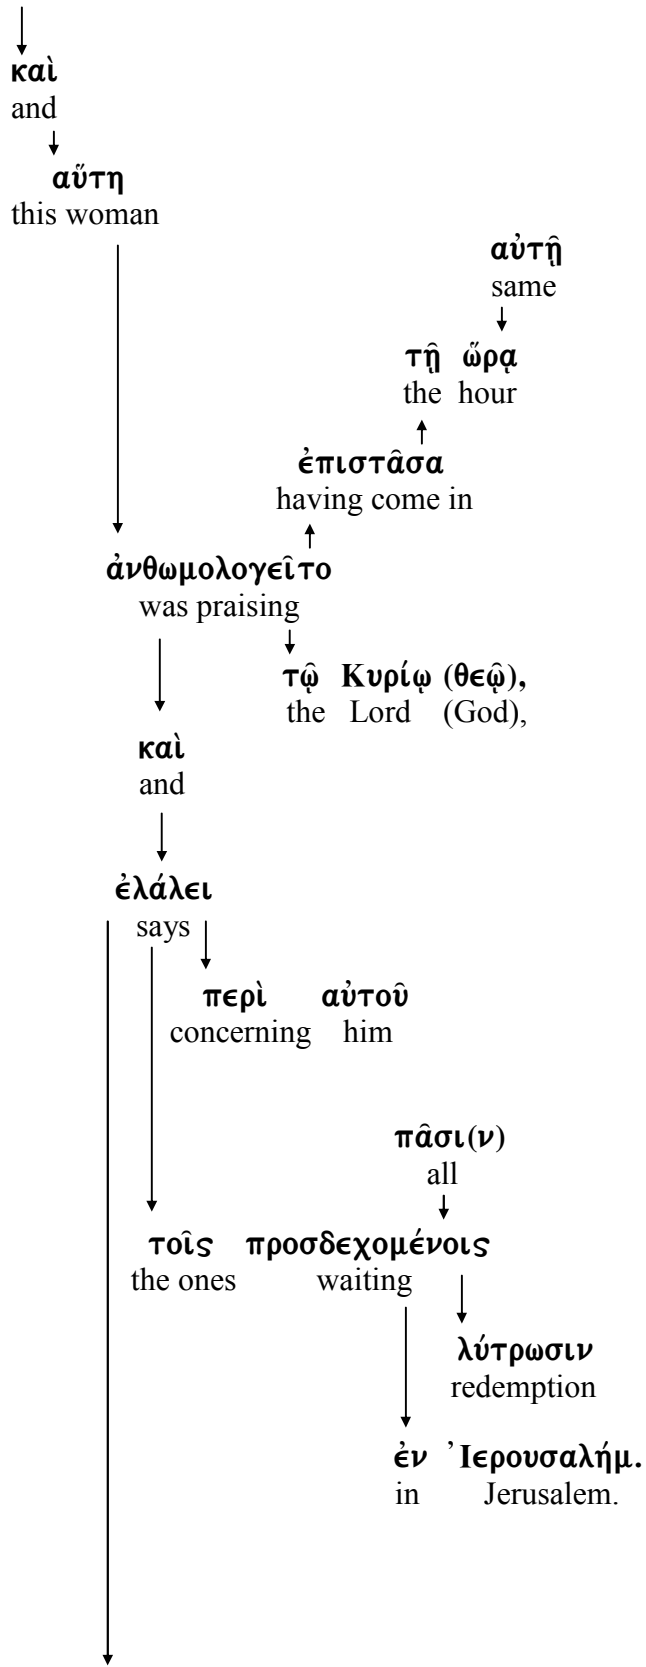 καὶ
and
αὕτη
this woman
αὐτῇ
same
τῇ ὥρᾳ
the hour
ἐπιστᾶσα
having come in
ἀνθωμολογεῖτο
was praising
τῷ Κυρίῳ (θεῷ),
the Lord (God),
καὶ
and
ἐλάλει
says
περὶ αὐτοῦ
concerning him
πᾶσι(ν)
all
τοῖς προσδεχομένοις
the ones waiting
λύτρωσιν
redemption
ἐν Ἰερουσαλήμ.
in Jerusalem.